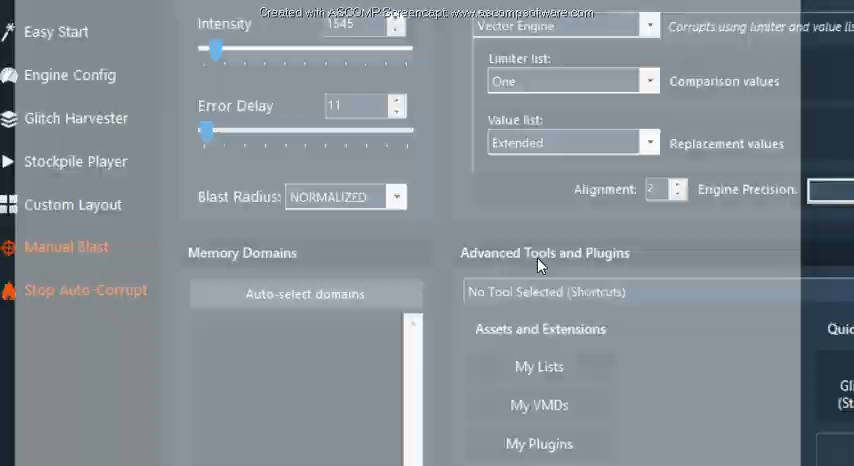 Created with ASCOMP Screencapt: www.ascompsoftware.com
Easy Start
Engine Config
Glitch Harvester
Stockpile Player
Custom Layout
Manual Blast
Stop Auto-Corrupt
Intensity 1545
Error Delay 11
Blast Radius: NORMALIZED
Vector Engine Corrupts using limiter and value lis
Limiter list:
One Comparison values
Value list:
Extended Replacement values
Alignment: 2 Engine Precision:
Memory Domains
Auto-select domains
Advanced Tools and Plugins
No Tool Selected (Shortcuts)
Assets and Extensions
My Lists
My VMDs
My Plugins
Quic
Gli
(St